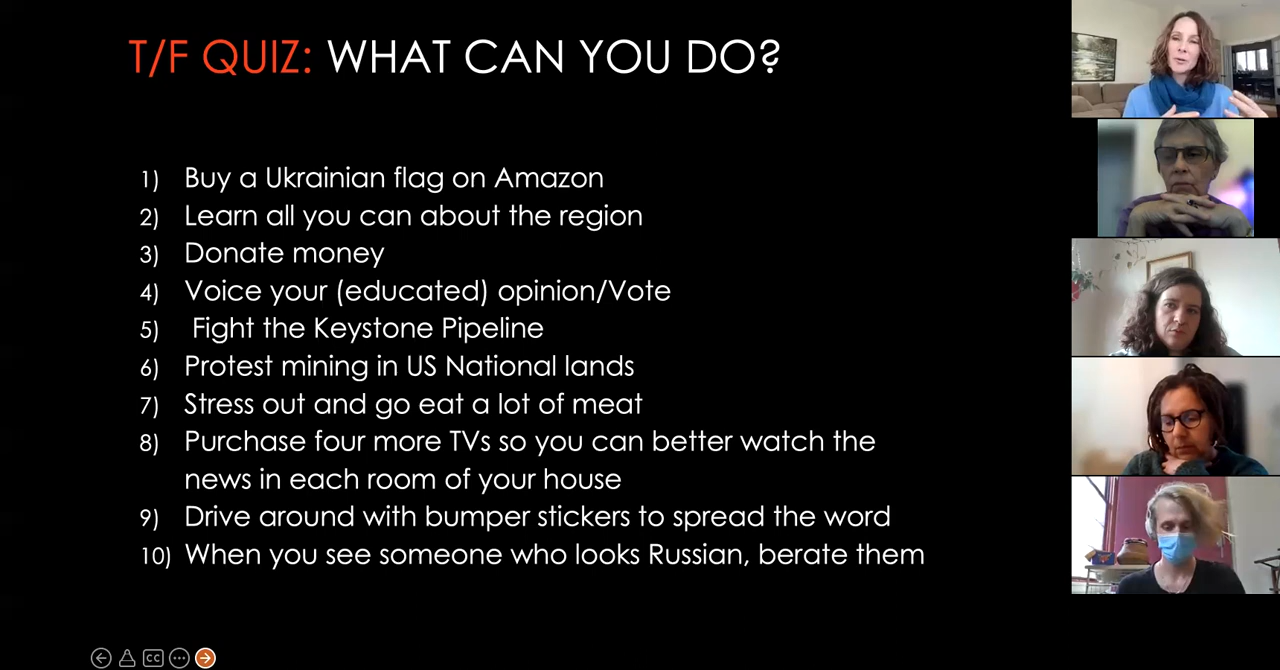 T/F QUIZ: WHAT CAN YOU DO?
1) Buy a Ukrainian flag on Amazon
2) Learn all you can about the region
3) Donate money
4) Voice your (educated) opinion/Vote
5) Fight the Keystone Pipeline
6) Protest mining in US National lands
7) Stress out and go eat a lot of meat
8) Purchase four more TVs so you can better watch the
news in each room of your house
9) Drive around with bumper stickers to spread the word
10) When you see someone who looks Russian, berate them
CC